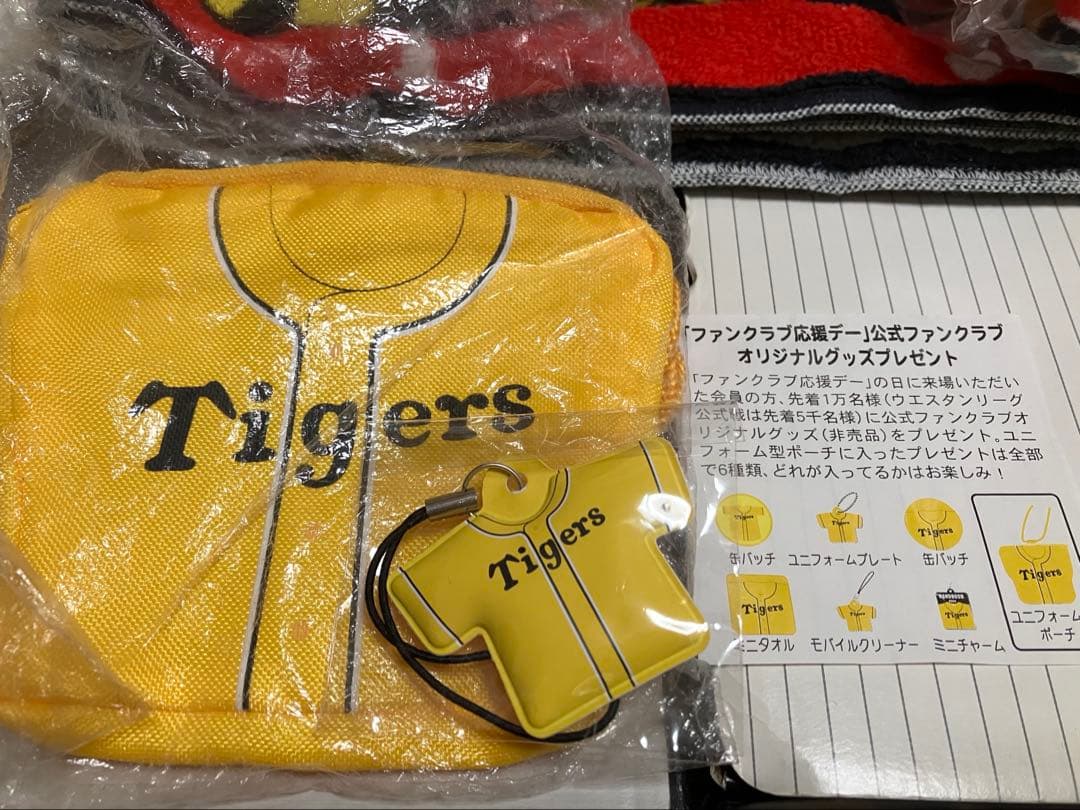 Tigers
Tigers
「ファンクラブ応援デー」公式ファンクラブ
オリジナルグッズプレゼント
「ファンクラブ応援デー」の日に来場いただい
た会員の方、先着1万名様(ウエスタンリーグ
公式戦は先着5千名様)に公式ファンクラブオ
リジナルグッズ(非売品)をプレゼント。ユニ
フォーム型ポーチに入ったプレゼントは全部
で6種類、どれが入ってるかはお楽しみ!
Tigers
Tigers
Tigers
Tigers
缶バッチ ユニフォームプレート 缶バッチ
Tigers
Tigers
Tigers
ユニフォーム
ポーチ
ミニタオル モバイルクリーナー ミニチャーム